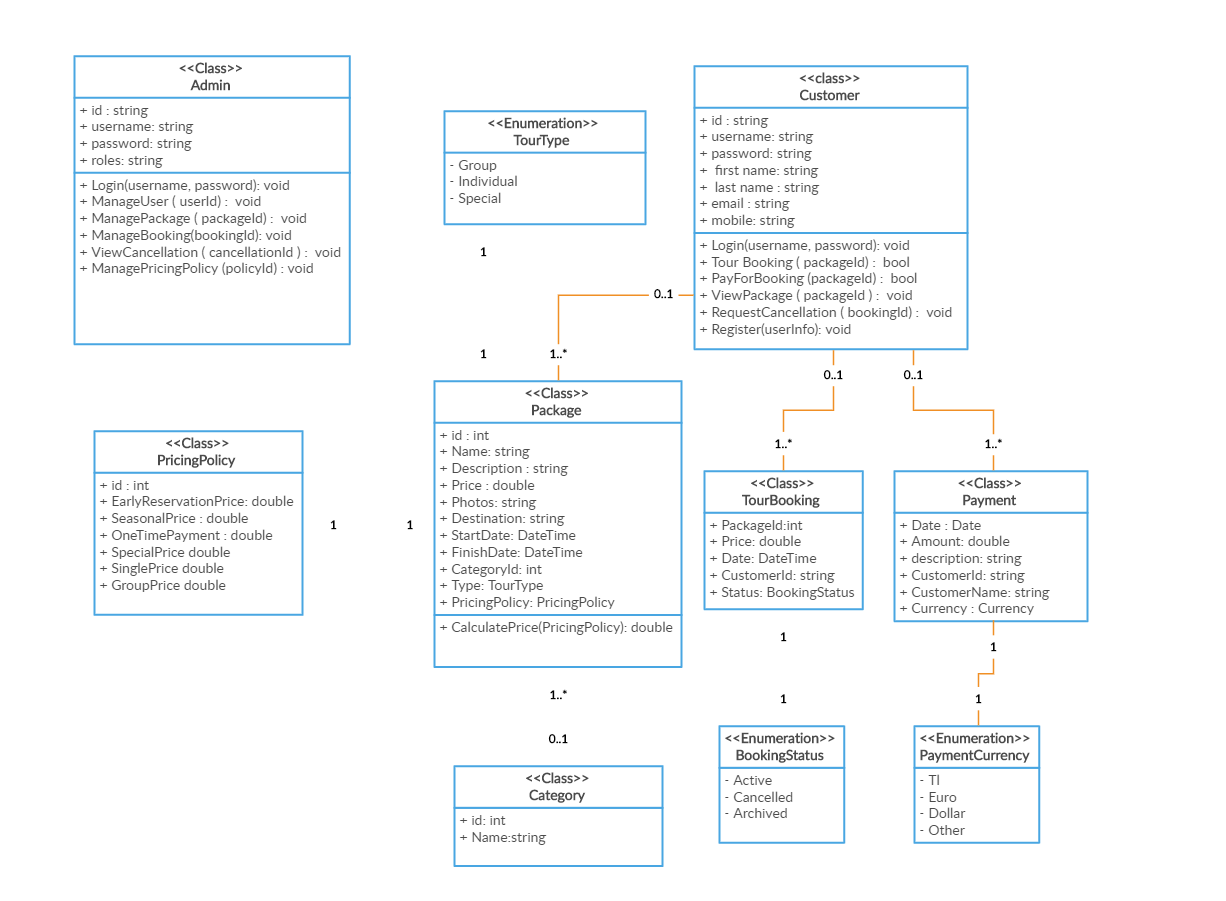 <<Class>>
Admin
+ id : string
+ username: string
+ password: string
+ roles: string
+ Login(username, password): void
+ ManageUser ( userId) :  void
+ ManagePackage ( packageId) :  void
+ ManageBooking(bookingId): void
+ ViewCancellation ( cancellationId ) :  void
+ ManagePricingPolicy (policyId) : void
<<Enumeration>>
TourType
- Group
- Individual
- Special
1
1
<<class>>
Customer
+ id : string
+ username: string
+ password: string
+  first name: string
+  last name : string
+ email : string
+ mobile: string
+ Login(username, password): void
+ Tour Booking ( packageId) :  bool
+ PayForBooking (packageId) :  bool
+ ViewPackage ( packageId ) :  void
+ RequestCancellation ( bookingId) :  void
+ Register(userInfo): void
0..1
1..*
0..1
0..1
1..*
1..*
<<Class>>
PricingPolicy
+ id : int
+ EarlyReservationPrice: double
+ SeasonalPrice : double
+ OneTimePayment : double
+ SpecialPrice double
+ SinglePrice double
+ GroupPrice double
1
1
<<Class>>
Package
+ id : int
+ Name: string
+ Description : string
+ Price : double
+ Photos: string
+ Destination: string
+ StartDate: DateTime
+ FinishDate: DateTime
+ CategoryId: int
+ Type: TourType
+ PricingPolicy: PricingPolicy
+ CalculatePrice(PricingPolicy): double
<<Class>>
TourBooking
+ PackageId:int
+ Price: double
+ Date: DateTime
+ CustomerId: string
+ Status: BookingStatus
<<Class>>
Payment
+ Date : Date
+ Amount: double
+ description: string
+ CustomerId: string
+ CustomerName: string
+ Currency : Currency
1..*
0..1
1
1
1
1
<<Class>>
Category
+ id: int
+ Name:string
<<Enumeration>>
BookingStatus
- Active
- Cancelled
- Archived
<<Enumeration>>
PaymentCurrency
- Tl
- Euro
- Dollar
- Other